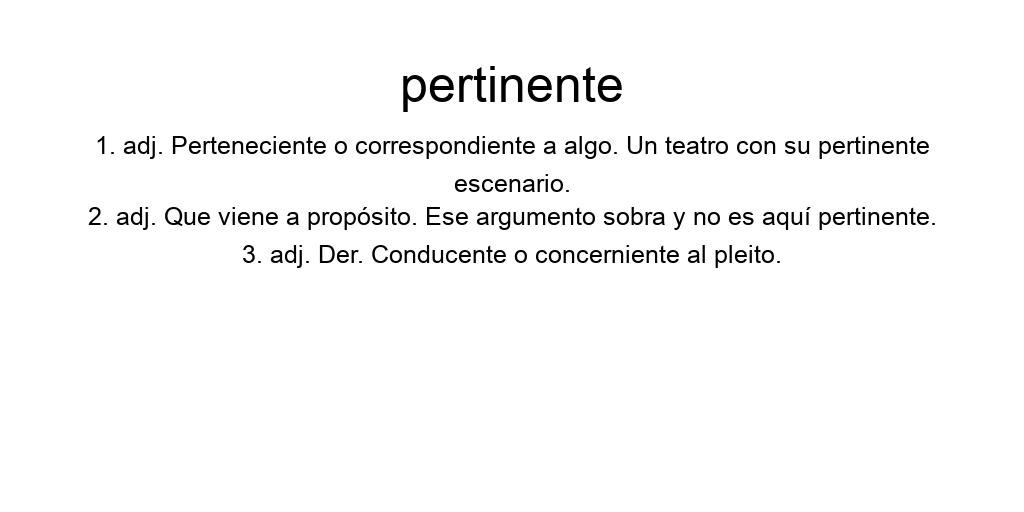 pertinente
1. adj. Perteneciente o correspondiente a algo. Un teatro con su pertinente
escenario.
2. adj. Que viene a propósito. Ese argumento sobra y no es aquí pertinente.
3. adj. Der. Conducente o concerniente al pleito.